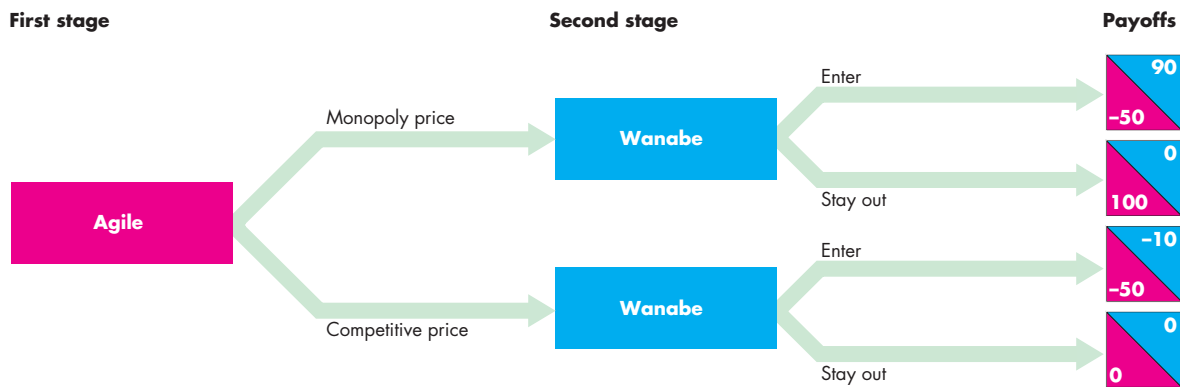 First stage
Second stage
Payoffs
Agile
Monopoly price
Competitive price
Wanabe
Enter
Stay out
90
–50
0
100
Wanabe
Enter
Stay out
–10
–50
0
0